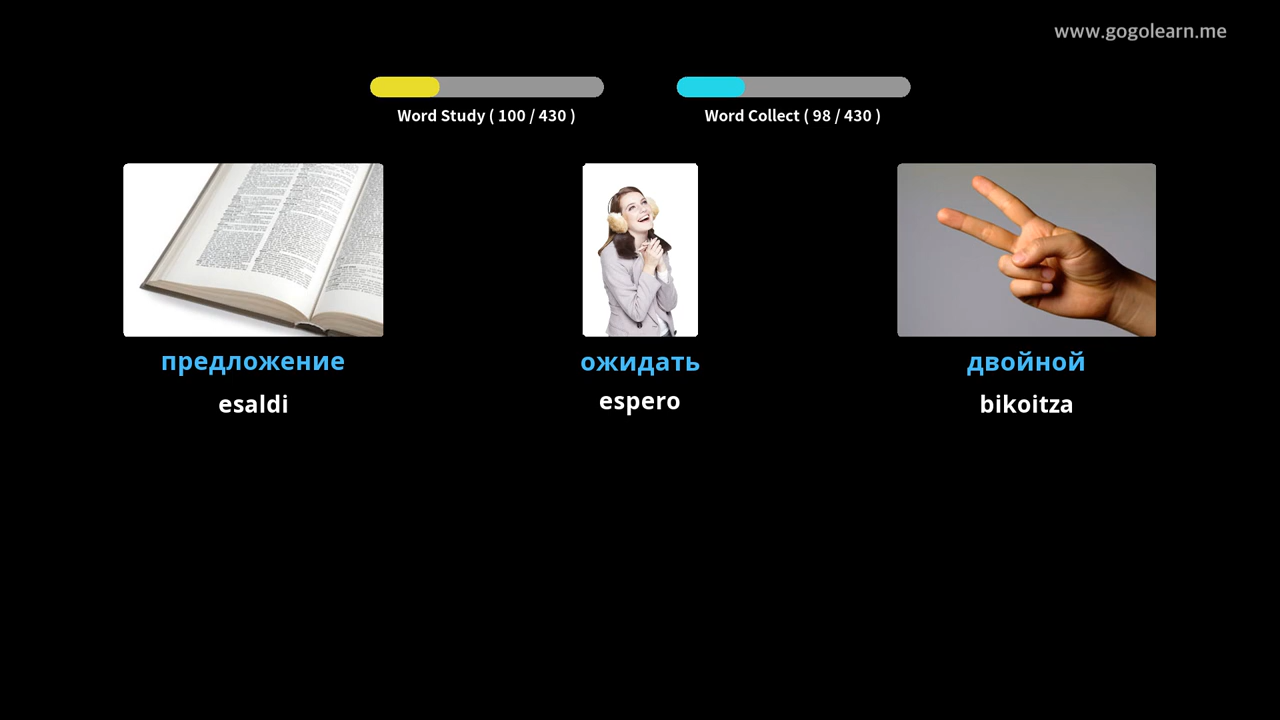 www.gogolearn.me
Word Study ( 100 / 430 )
Word Collect ( 98 / 430 )
предложение
ожидать
двойной
esaldi
espero
bikoitza